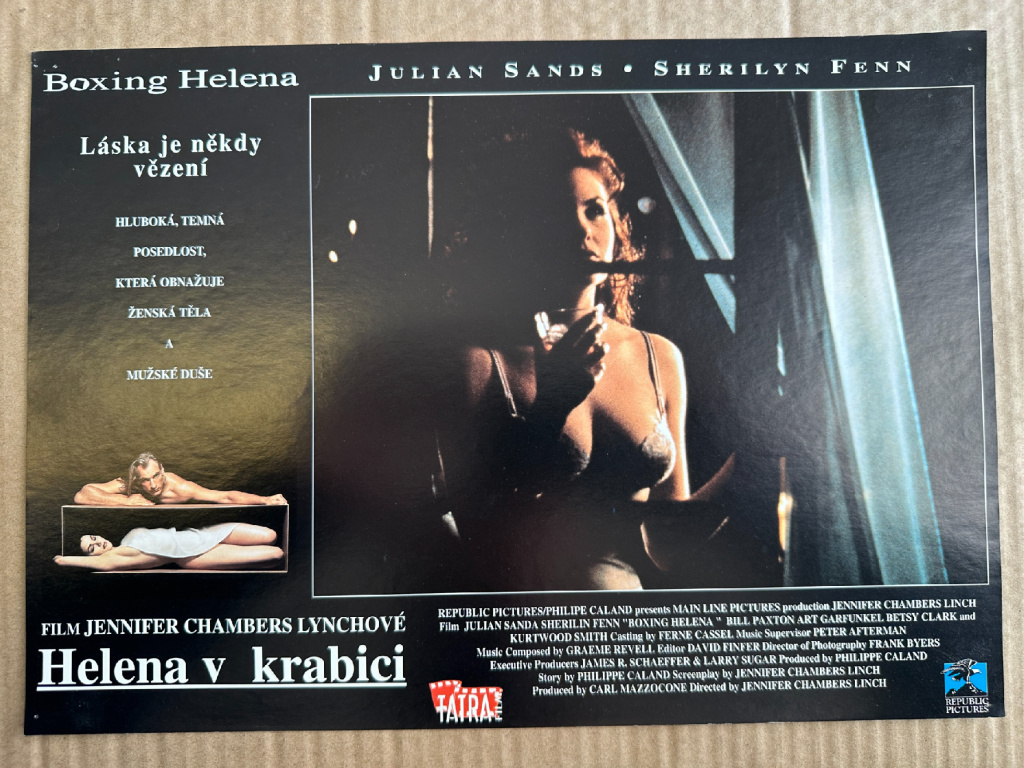 Boxing Helena
JULIAN SANDS • SHERILYN FENN
Láska je někdy
vězení
HLUBOKÁ, TEMNÁ
POSEDLOST,
KTERÁ OBNAŽUJE
ŽENSKÁ TĚLA
A
MUŽSKÉ DUŠE
FILM JENNIFER CHAMBERS LYNCHOVÉ
Helena v krabici
REPUBLIC PICTURES/PHILIPE CALAND presents MAIN LINE PICTURES production JENNIFER CHAMBERS LINCH
Film JULIAN SANDA SHERILIN FENN "BOXING HELENA " BILL PAXTON ART GARFUNKEL BETSY CLARK and
KURTWOOD SMITH Casting by FERNE CASSEL Music Supervisor PETER AFTERMAN
Music Composed by GRAEME REVELL Editor DAVID FINFER Director of Photography FRANK BYERS
Executive Producers JAMES R. SCHAEFFER & LARRY SUGAR Produced by PHILIPPE CALAND
Story by PHILIPPE CALAND Screenplay by JENNIFER CHAMBERS LINCH
Produced by CARL MAZZOCONE Directed by JENNIFER CHAMBERS LINCH
TATRA FILM
REPUBLIC
PICTURES